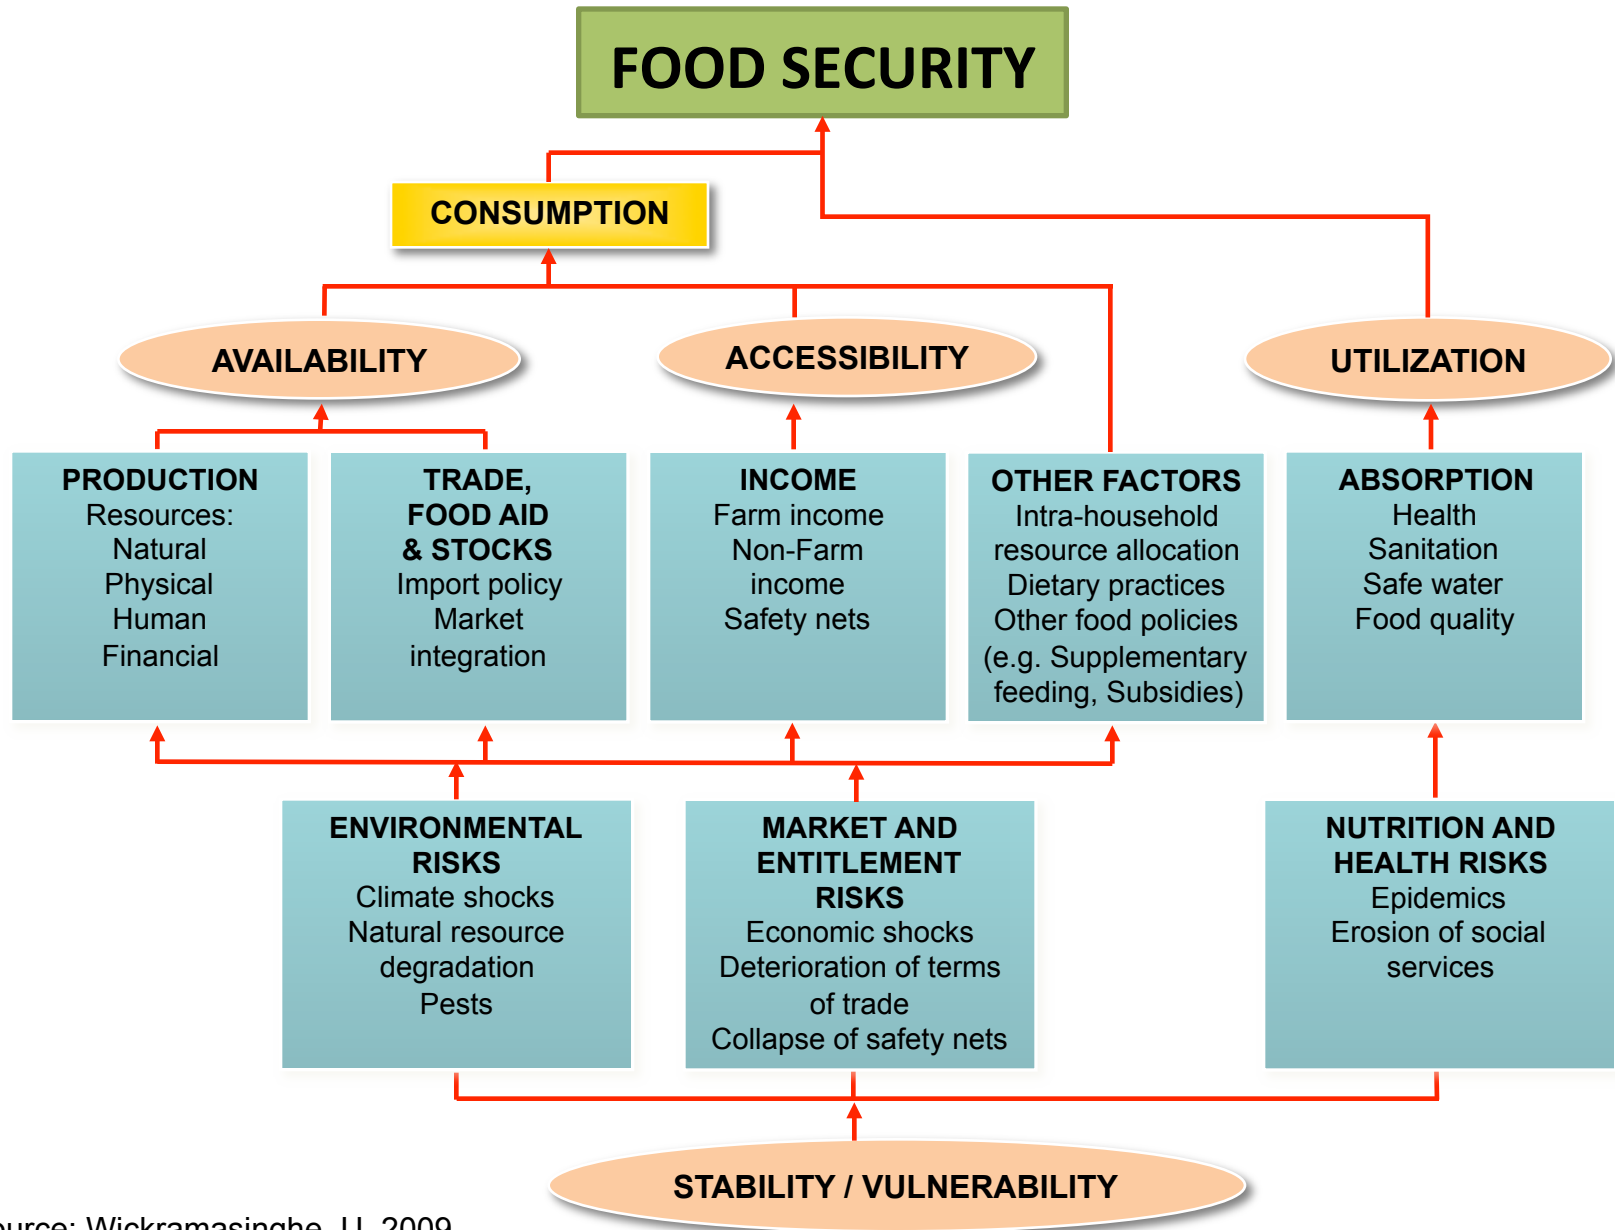 FOOD SECURITY
CONSUMPTION
AVAILABILITY
ACCESSIBILITY
UTILIZATION
PRODUCTION
Resources:
Natural
Physical
Human
Financial
TRADE,
FOOD AID
& STOCKS
Import policy
Market
integration
INCOME
Farm income
Non-Farm
income
Safety nets
OTHER FACTORS
Intra-household
resource allocation
Dietary practices
Other food policies
(e.g. Supplementary
feeding, Subsidies)
ABSORPTION
Health
Sanitation
Safe water
Food quality
ENVIRONMENTAL
RISKS
Climate shocks
Natural resource
degradation
Pests
MARKET AND
ENTITLEMENT
RISKS
Economic shocks
Deterioration of terms
of trade
Collapse of safety nets
NUTRITION AND
HEALTH RISKS
Epidemics
Erosion of social
services
STABILITY / VULNERABILITY
ource: Wickramasinghe, U, 2009